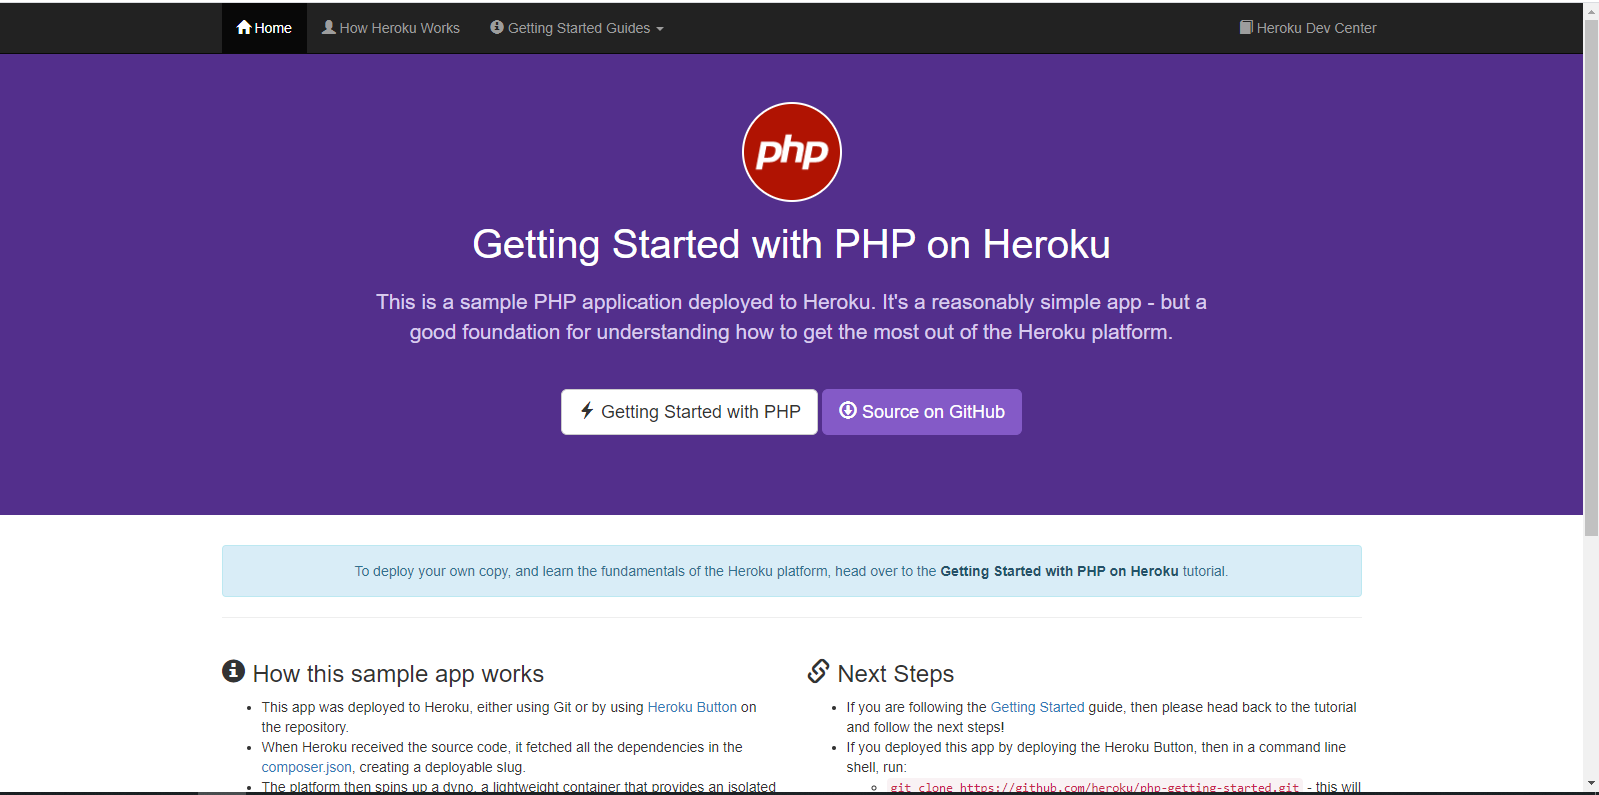 Home How Heroku Works Getting Started Guides Heroku Dev Center
php
Getting Started with PHP on Heroku
This is a sample PHP application deployed to Heroku. It's a reasonably simple app - but a
good foundation for understanding how to get the most out of the Heroku platform.
Getting Started with PHP Source on GitHub
To deploy your own copy, and learn the fundamentals of the Heroku platform, head over to the Getting Started with PHP on Heroku tutorial.
How this sample app works
This app was deployed to Heroku, either using Git or by using Heroku Button on
the repository.
When Heroku received the source code, it fetched all the dependencies in the
composer.json, creating a deployable slug.
The platform then spins up a dyno, a lightweight container that provides an isolated
Next Steps
If you are following the Getting Started guide, then please head back to the tutorial
and follow the next steps!
If you deployed this app by deploying the Heroku Button, then in a command line
shell, run:
git clone https://github.com/heroku/php-getting-started.git - this will